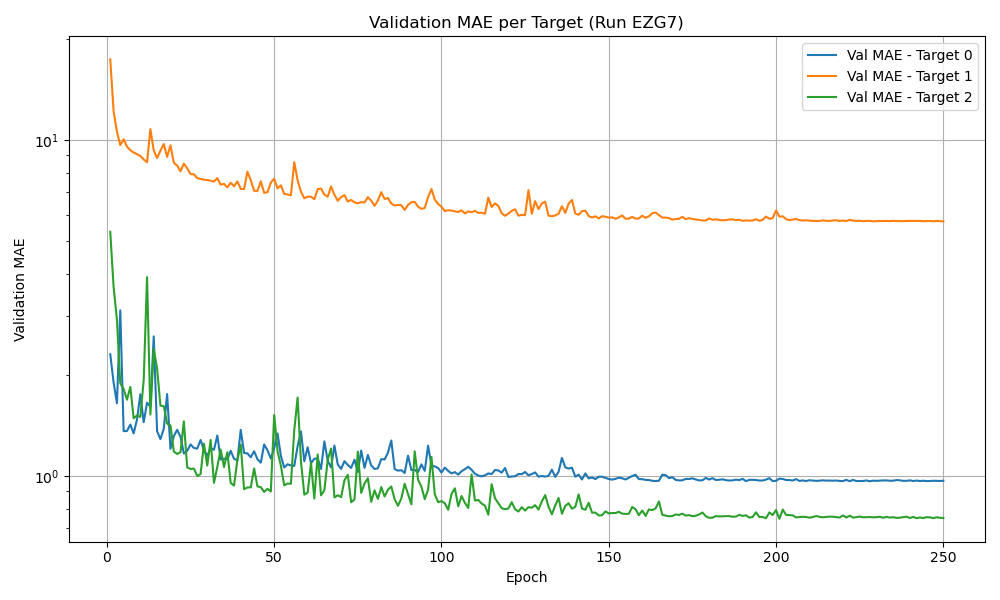 Validation MAE per Target (Run EZG7)
Val MAE - Target 0
Val MAE - Target 1
Val MAE - Target 2
Validation MAE
10¹
10⁰
0 50 100 150 200 250
Epoch